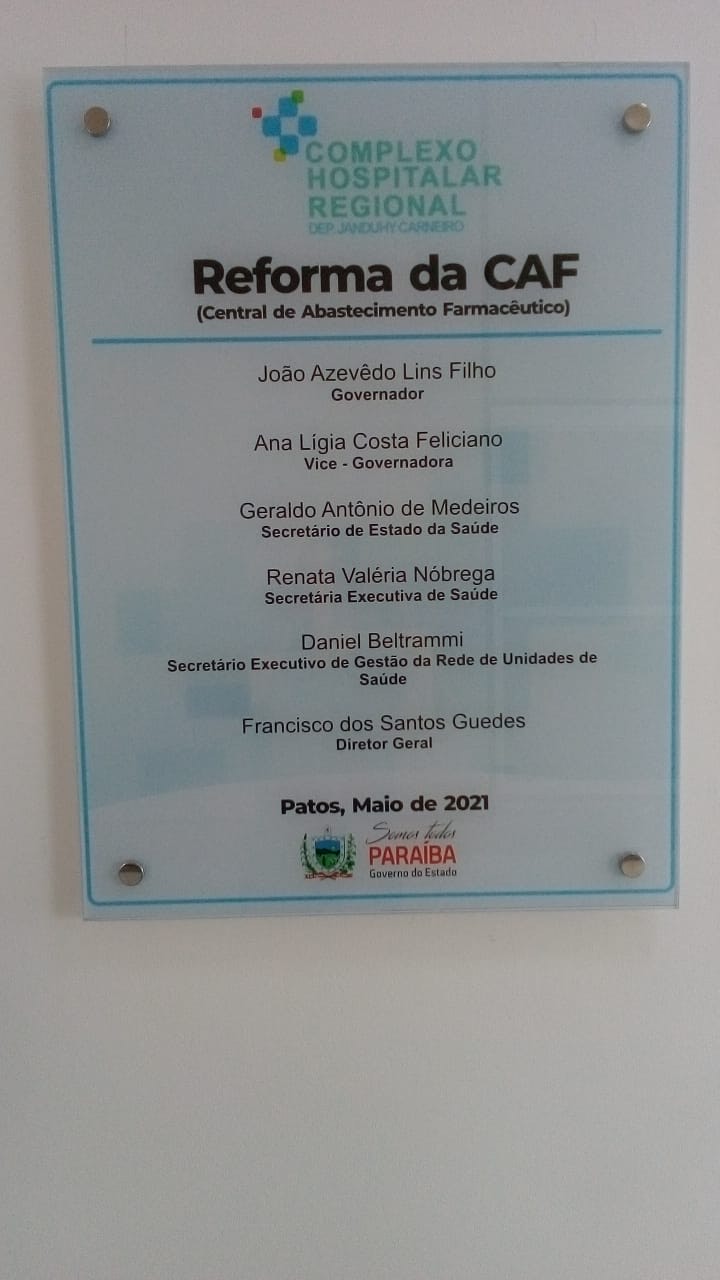 COMPLEXO
HOSPITALAR
REGIONAL
DEP. JANDUHY CARNEIRO
Reforma da CAF
(Central de Abastecimento Farmacêutico)
João Azevêdo Lins Filho
Governador
Ana Lígia Costa Feliciano
Vice - Governadora
Geraldo Antônio de Medeiros
Secretário de Estado da Saúde
Renata Valéria Nóbrega
Secretária Executiva de Saúde
Daniel Beltrammi
Secretário Executivo de Gestão da Rede de Unidades de
Saúde
Francisco dos Santos Guedes
Diretor Geral
Patos, Maio de 2021
Somos todos
PARAÍBA
Governo do Estado